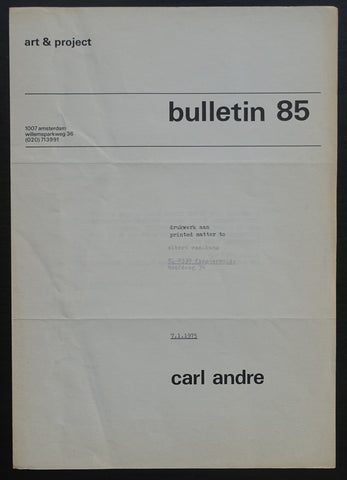 art & project
bulletin 85
1007 amsterdam
willemsparkweg 36
(020) 713991
drukwerk aan
printed matter to
7.1.1975
carl andre